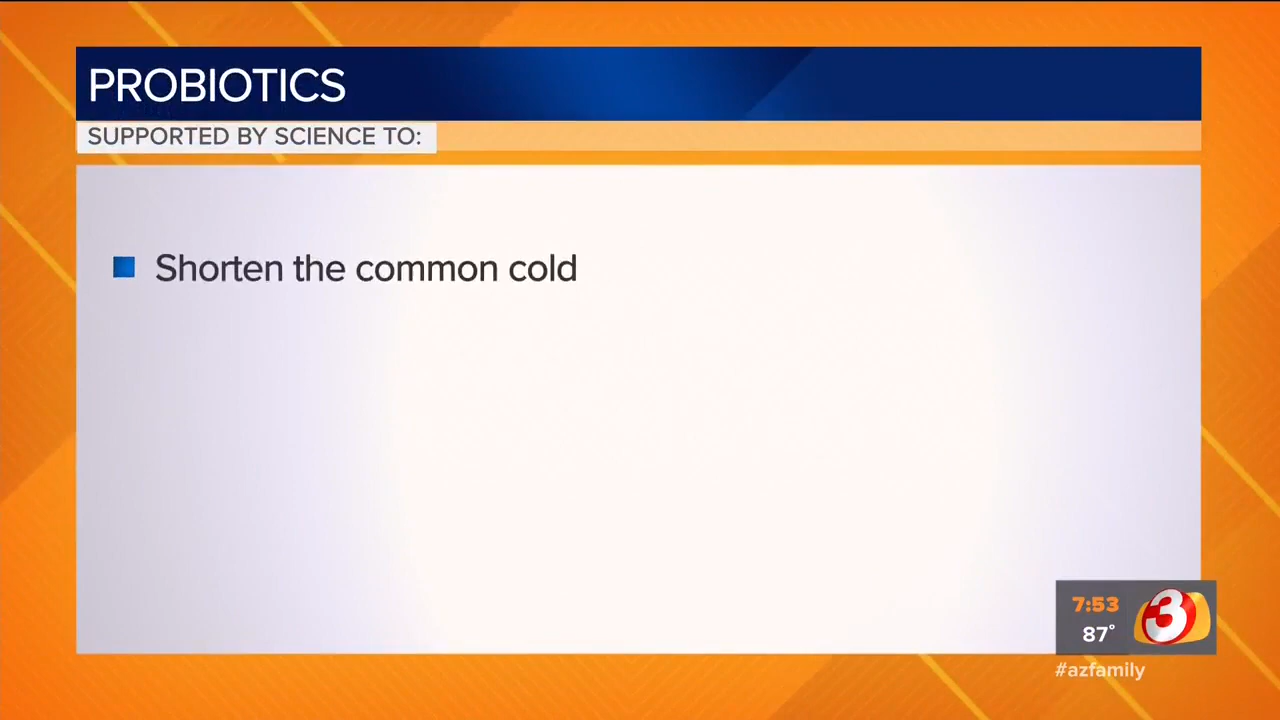 PROBIOTICS
SUPPORTED BY SCIENCE TO:
Shorten the common cold
7:53
87°
3
#azfamily